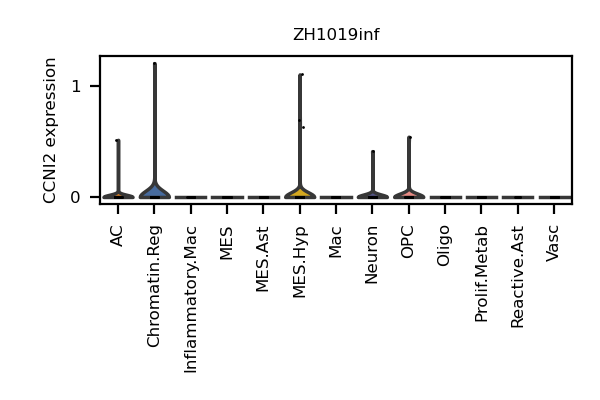 ZH1019inf
CCNI2 expression
1
0
AC
Chromatin.Reg
Inflammatory.Mac
MES
MES.Ast
MES.Hyp
Mac
Neuron
OPC
Oligo
Prolif.Metab
Reactive.Ast
Vasc